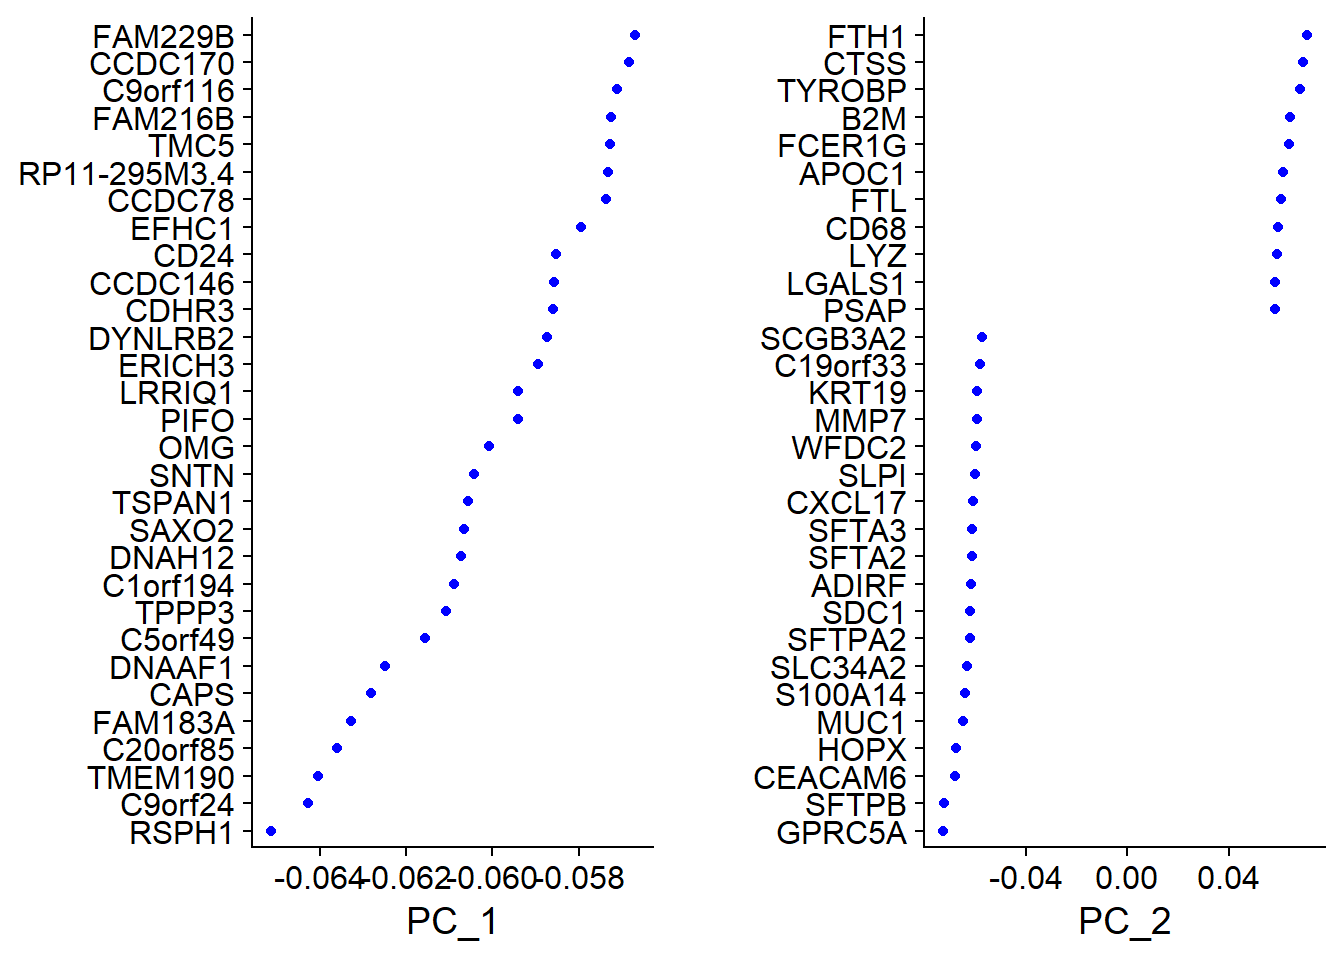 FAM229B
CCDC170
C9orf116
FAM216B
TMC5
RP11-295M3.4
CCDC78
EFHC1
CD24
CCDC146
CDHR3
DYNLRB2
ERICH3
LRRIQ1
PIFO
OMG
SNTN
TSPAN1
SAXO2
DNAH12
C1orf194
TPPP3
C5orf49
DNAAF1
CAPS
FAM183A
C20orf85
TMEM190
C9orf24
RSPH1
-0.064 -0.062 -0.060 -0.058
PC_1
FTH1
CTSS
TYROBP
B2M
FCER1G
APOC1
FTL
CD68
LYZ
LGALS1
PSAP
SCGB3A2
C19orf33
KRT19
MMP7
WFDC2
SLPI
CXCL17
SFTA3
SFTA2
ADIRF
SDC1
SFTPA2
SLC34A2
S100A14
MUC1
HOPX
CEACAM6
SFTPB
GPRC5A
-0.04 0.00 0.04
PC_2